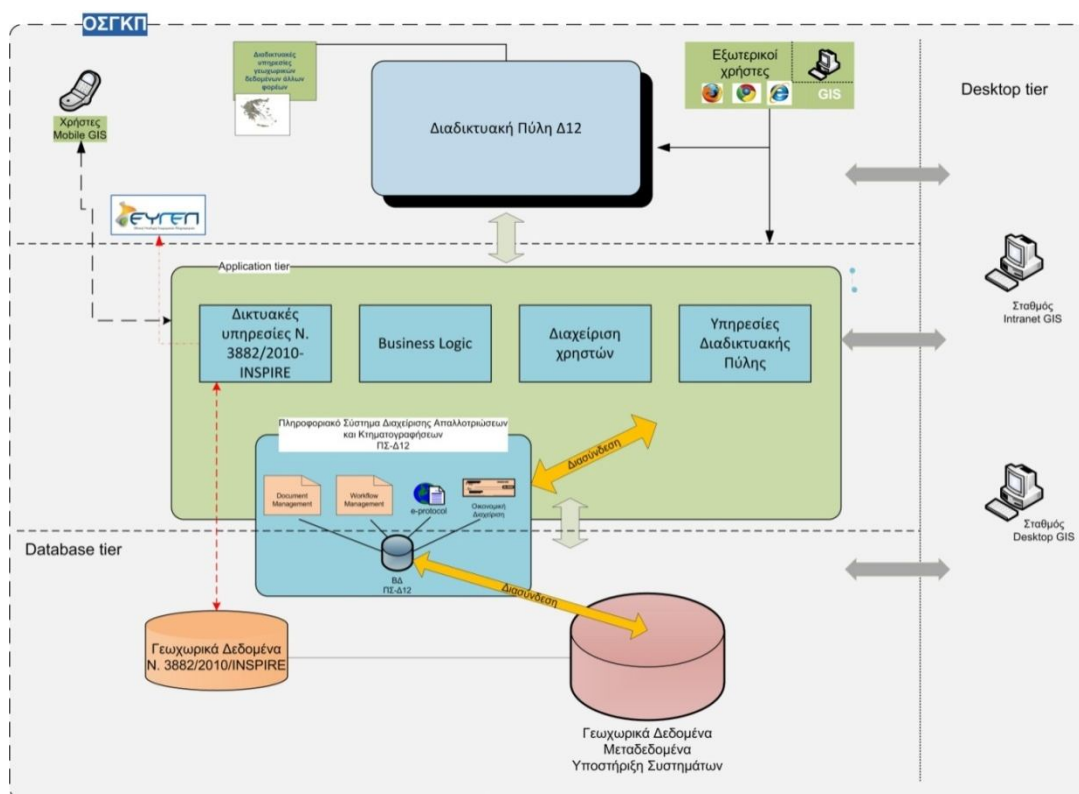 ΟΣΓΚΠ
Διαδικτυακές
υπηρεσίες
γεωχωρικών
δεδομένων άλλων
φορέων
Εξωτερικοί
χρήστες
GIS
Desktop tier
Χρήστες
Mobile GIS
Διαδικτυακή Πύλη Δ12
ΕΥΓΕΠ
Application tier
Δικτυακές
υπηρεσίες Ν.
3882/2010-
INSPIRE
Business Logic
Διαχείριση
χρηστών
Υπηρεσίες
Διαδικτυακής
Πύλης
Σταθμός
Intranet GIS
Πληροφοριακό Σύστημα Διαχείρισης Απαλλοτριώσεων
και Κτηματογραφήσεων
ΠΣ-Δ12
Διασύνδεση
Document
Management
Workflow
Management
e-protocol
Οικονομική
Διαχείριση
Σταθμός
Desktop GIS
Database tier
ΒΔ
ΠΣ-Δ12
Διασύνδεση
Γεωχωρικά Δεδομένα
Ν. 3882/2010/INSPIRE
Γεωχωρικά Δεδομένα
Μεταδεδομένα
Υποστήριξη Συστημάτων